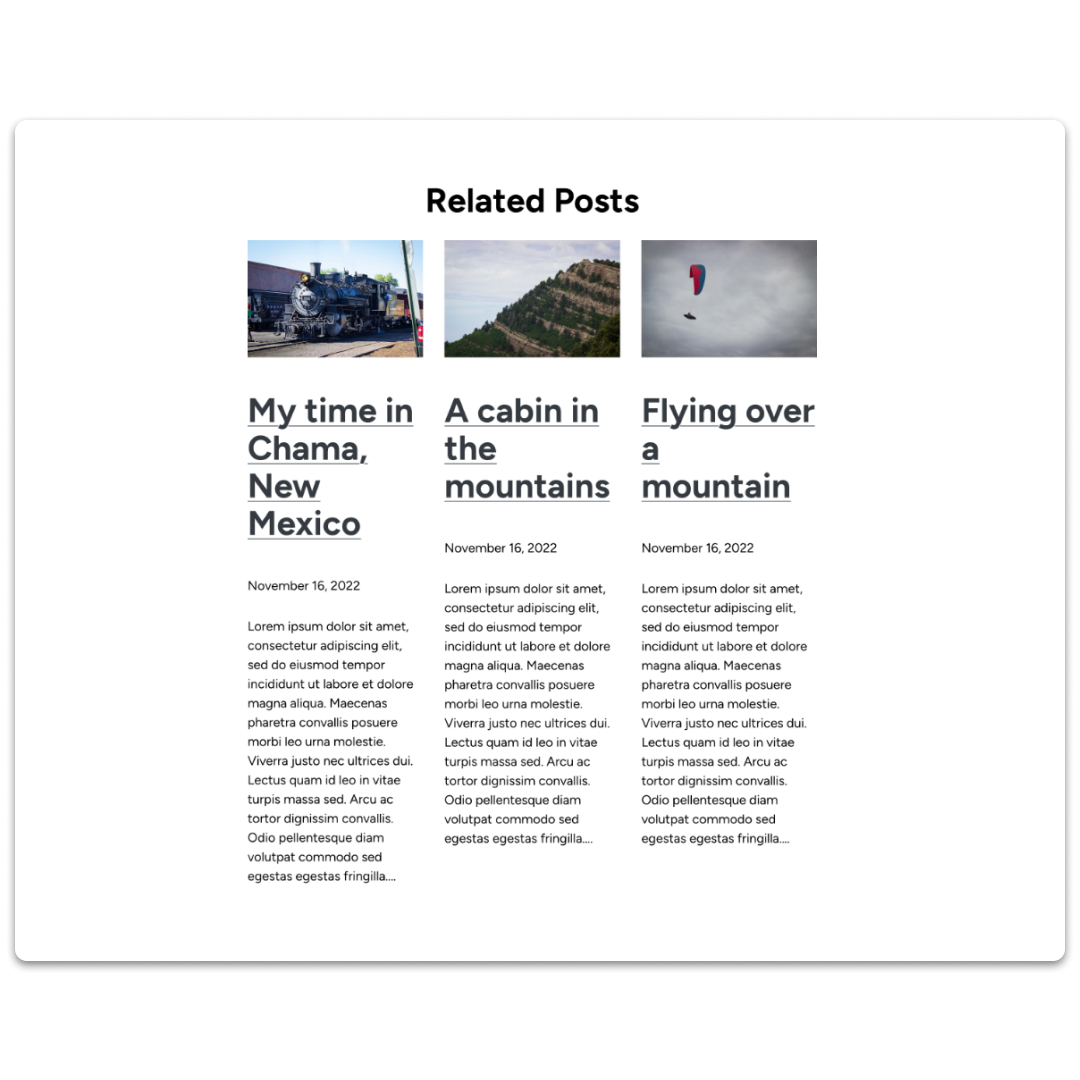 Related Posts
My time in
Chama,
New
Mexico
November 16, 2022
Lorem ipsum dolor sit amet,
consectetur adipiscing elit,
sed do eiusmod tempor
incididunt ut labore et dolore
magna aliqua. Maecenas
pharetra convallis posuere
morbi leo urna molestie.
Viverra justo nec ultrices dui.
Lectus quam id leo in vitae
turpis massa sed. Arcu ac
tortor dignissim convallis.
Odio pellentesque diam
volutpat commodo sed
egestas egestas fringilla....
A cabin in
the
mountains
November 16, 2022
Lorem ipsum dolor sit amet,
consectetur adipiscing elit,
sed do eiusmod tempor
incididunt ut labore et dolore
magna aliqua. Maecenas
pharetra convallis posuere
morbi leo urna molestie.
Viverra justo nec ultrices dui.
Lectus quam id leo in vitae
turpis massa sed. Arcu ac
tortor dignissim convallis.
Odio pellentesque diam
volutpat commodo sed
egestas egestas fringilla....
Flying over
a
mountain
November 16, 2022
Lorem ipsum dolor sit amet,
consectetur adipiscing elit,
sed do eiusmod tempor
incididunt ut labore et dolore
magna aliqua. Maecenas
pharetra convallis posuere
morbi leo urna molestie.
Viverra justo nec ultrices dui.
Lectus quam id leo in vitae
turpis massa sed. Arcu ac
tortor dignissim convallis.
Odio pellentesque diam
volutpat commodo sed
egestas egestas fringilla....